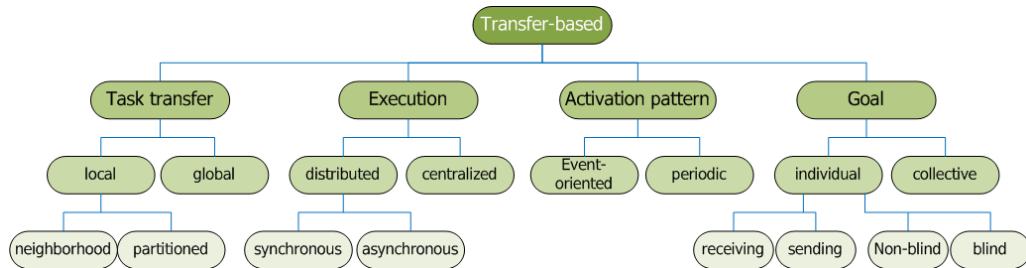 Transfer-based
Task transfer
Execution
Activation pattern
Goal
local
global
distributed
centralized
Event-
oriented
periodic
individual
collective
neighborhood
partitioned
synchronous
asynchronous
receiving
sending
Non-blind
blind